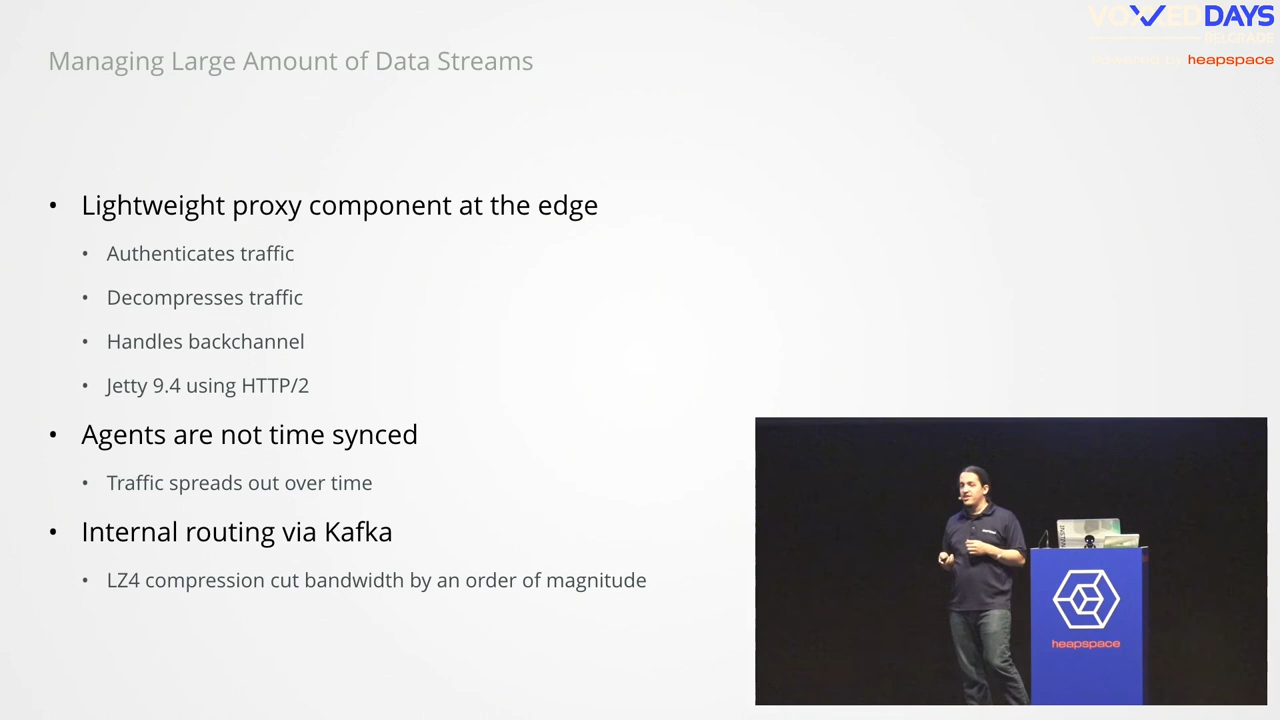 VOXXED DAYS
BELGRADE
Powered by heapspace
Managing Large Amount of Data Streams
• Lightweight proxy component at the edge
• Authenticates traffic
• Decompresses traffic
• Handles backchannel
• Jetty 9.4 using HTTP/2
• Agents are not time synced
• Traffic spreads out over time
• Internal routing via Kafka
• LZ4 compression cut bandwidth by an order of magnitude
heapspace